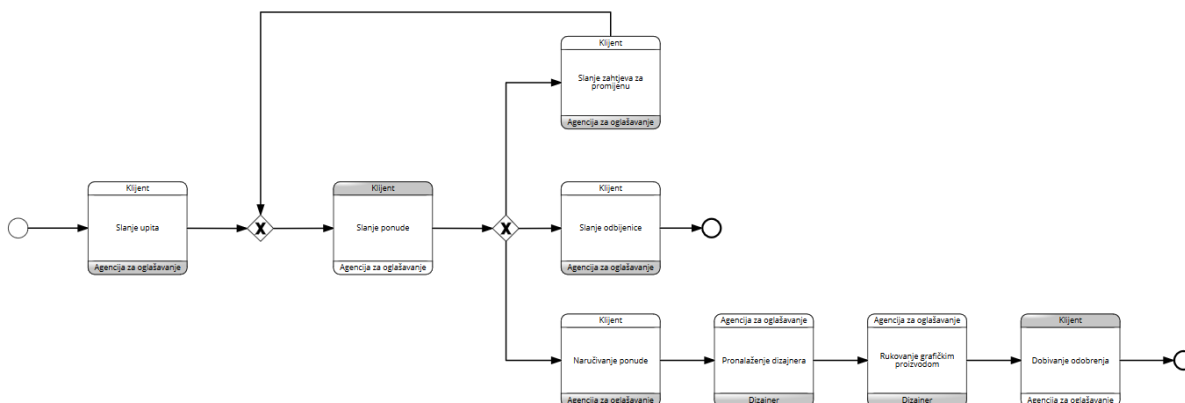 Klijent
Slanje zahtjeva za
promijenu
Agencija za oglašavanje
Klijent
Slanje upita
Agencija za oglašavanje
X
Klijent
Slanje ponude
Agencija za oglašavanje
X
Klijent
Slanje odbijenice
Agencija za oglašavanje
Klijent
Naručivanje ponude
Agencija za oglašavanje
Agencija za oglašavanje
Pronalaženje dizajnera
Dizajner
Agencija za oglašavanje
Rukovanje grafičkim
proizvodom
Dizajner
Klijent
Dobivanje odobrenja
Agencija za oglašavanje